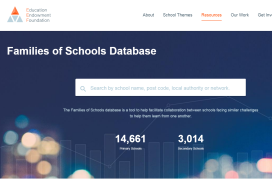 Education
Endowment
Foundation
About School Themes Resources Our Work Get Inv
Families of Schools Database
Search by school name, post code, local authority or network
The Families of Schools database is a tool to help facilitate collaboration between schools facing similar challenges
to help them learn from one another.
14,661 3,014
Primary Schools Secondary Schools